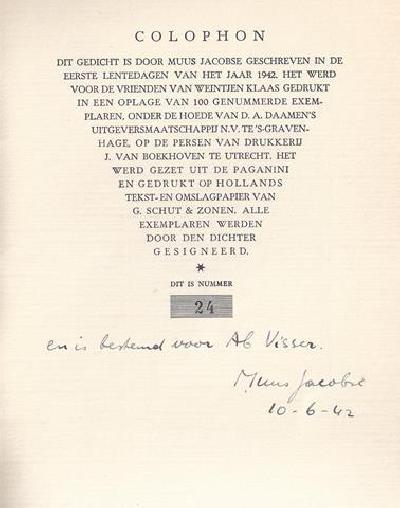 COLOPHON
DIT GEDICHT IS DOOR MUUS JACOBSE GESCHREVEN IN DE
EERSTE LENTEDAGEN VAN HET JAAR 1942. HET WERD
VOOR DE VRIENDEN VAN WEINTJEN KLAAS GEDRUKT
IN EEN OPLAGE VAN 100 GENUMMERDE EXEM-
PLAREN, ONDER DE HOEDE VAN D. A. DAAMEN'S
UITGEVERSMAATSCHAPPIJ N.V. TE 'S-GRAVEN-
HAGE, OP DE PERSEN VAN DRUKKERIJ
J. VAN BOEKHOVEN TE UTRECHT. HET
WERD GEZET UIT DE PAGANINI
EN GEDRUKT OP HOLLANDS
TEKST- EN OMSLAGPAPIER VAN
G. SCHUT & ZONEN. ALLE
EXEMPLAREN WERDEN
DOOR DEN DICHTER
GESIGNEERD.
*
DIT IS NUMMER
24
en is bestemd voor Ab Visser.
Muus Jacobse
10-6-42